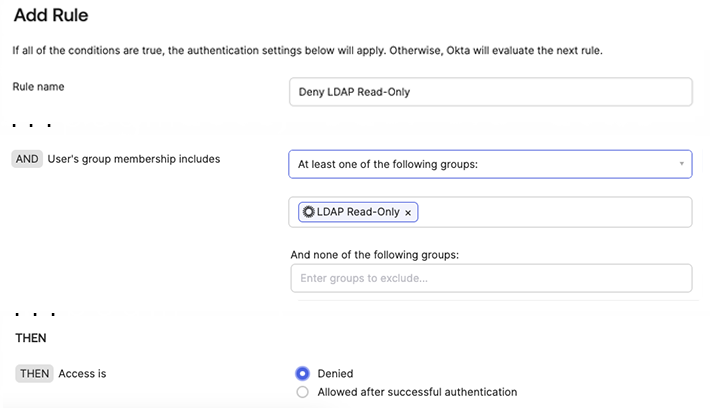 Add Rule
If all of the conditions are true, the authentication settings below will apply. Otherwise, Okta will evaluate the next rule.
Rule name
Deny LDAP Read-Only
. . .
AND User's group membership includes
At least one of the following groups:
LDAP Read-Only ×
And none of the following groups:
Enter groups to exclude...
. . .
THEN
THEN Access is
Denied
Allowed after successful authentication